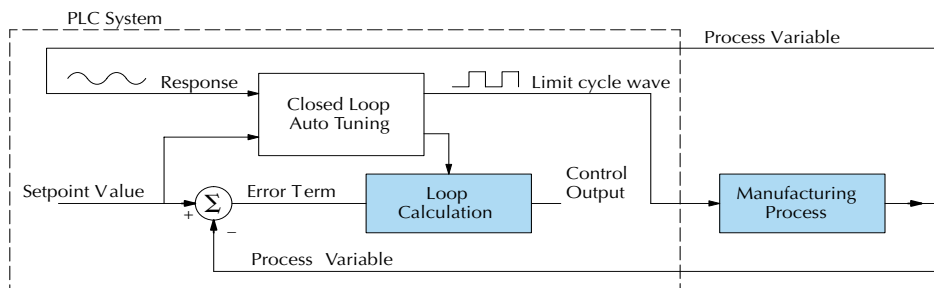 PLC System
Process Variable
Response
Limit cycle wave
Closed Loop
Auto Tuning
Setpoint Value
+
Σ
−
Error Term
Loop
Calculation
Control
Output
Manufacturing
Process
Process Variable